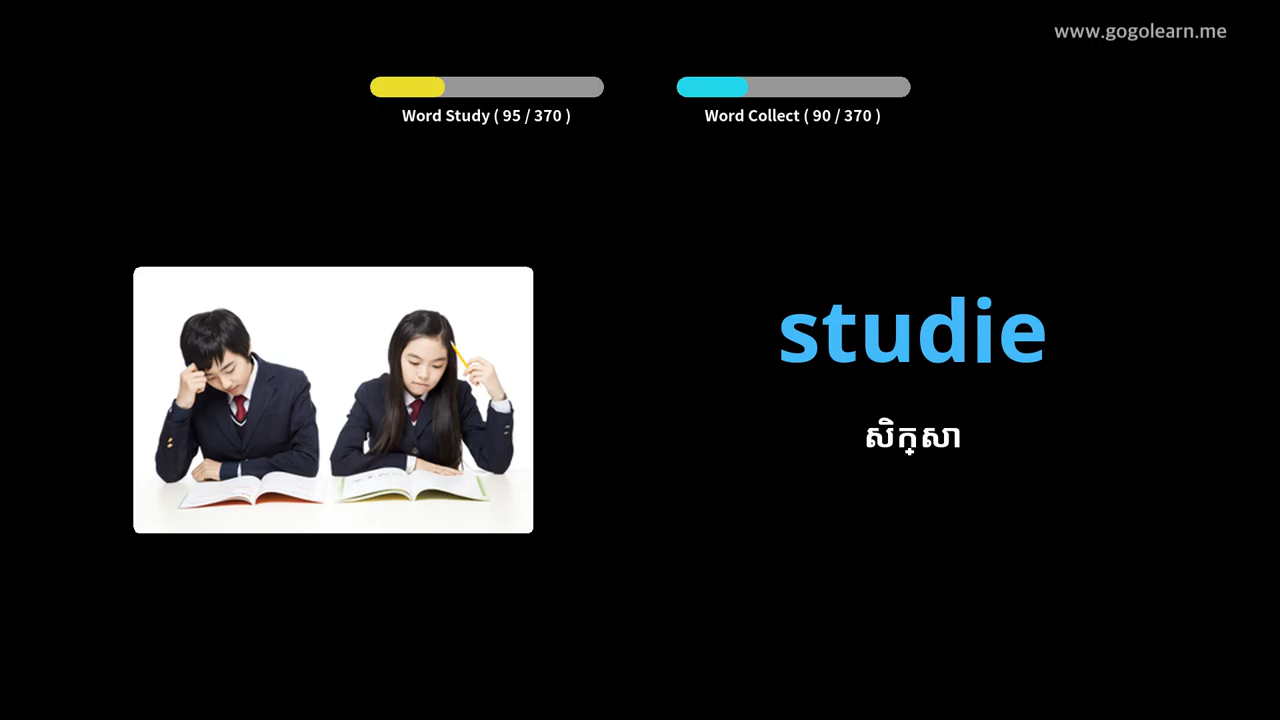 www.gogolearn.me
Word Study ( 95 / 370 )
Word Collect ( 90 / 370 )
studie
សិក្សា